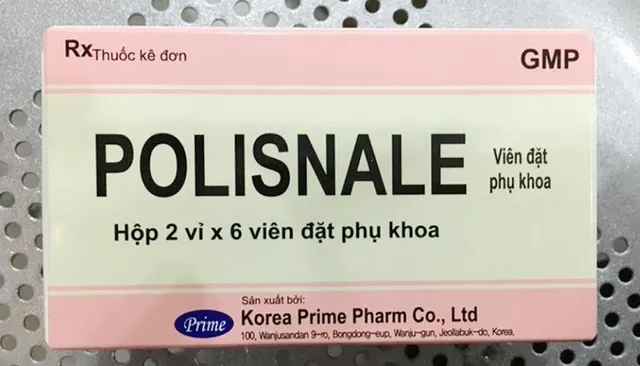 Rx Thuốc kê đơn
GMP
POLISNALE
Viên đặt
phụ khoa
Hộp 2 vỉ x 6 viên đặt phụ khoa
Sản xuất bởi:
Prime
Korea Prime Pharm Co., Ltd
100, Wanjusandan 9-ro, Bongdong-eup, Wanju-gun, Jeollabuk-do, Korea,